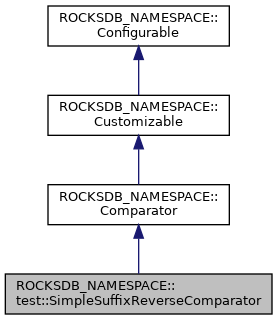 ROCKSDB_NAMESPACE::
Configurable
ROCKSDB_NAMESPACE::
Customizable
ROCKSDB_NAMESPACE::
Comparator
ROCKSDB_NAMESPACE::
test::SimpleSuffixReverseComparator